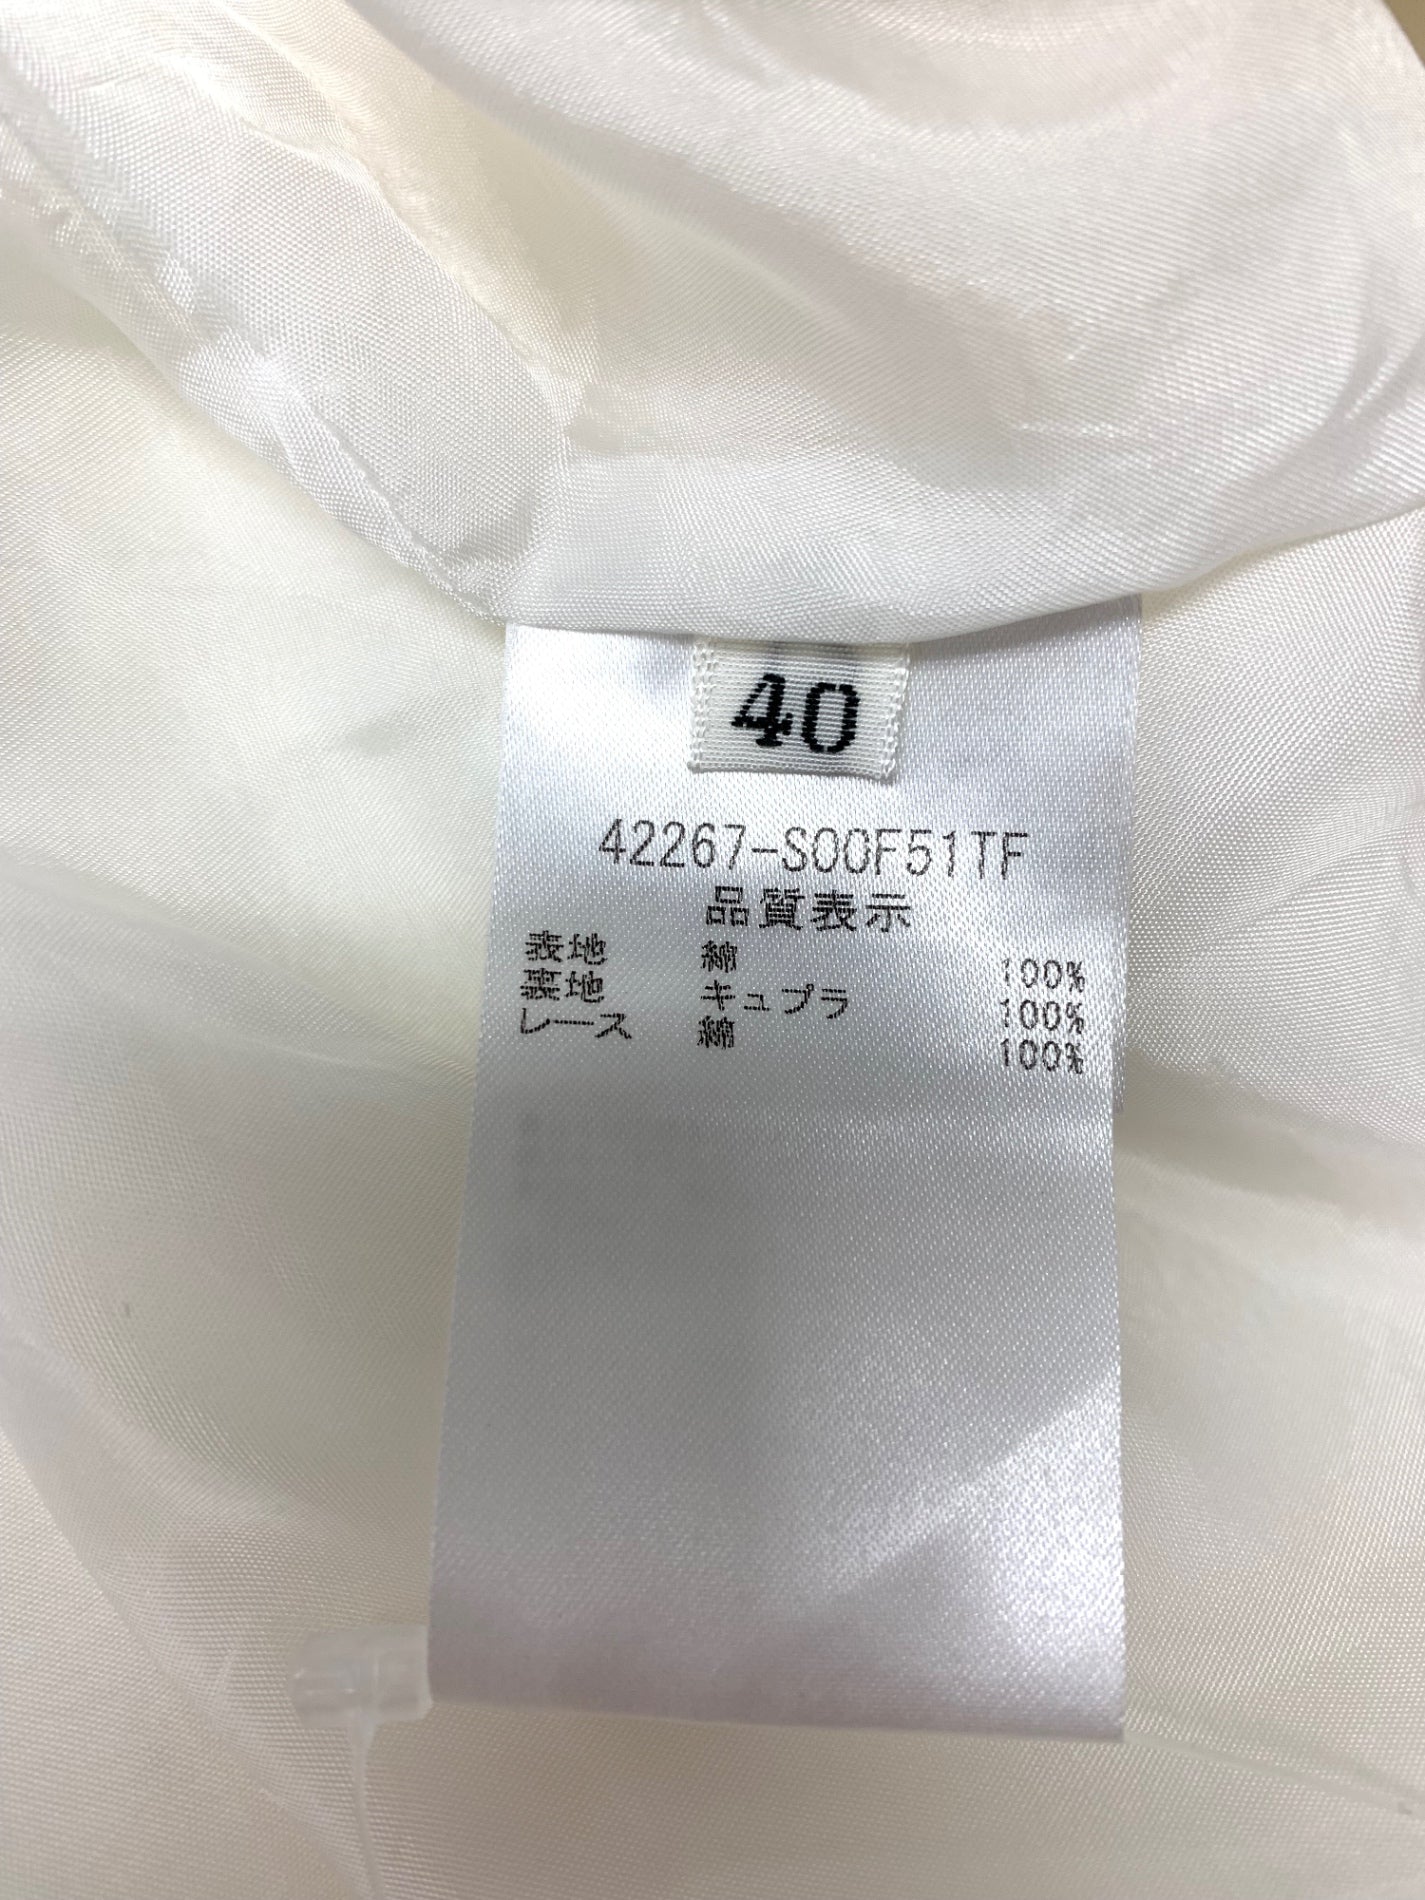 40
42267-S00F51TF
品質表示
表地 綿 100%
裏地 キュプラ 100%
レース 綿 100%